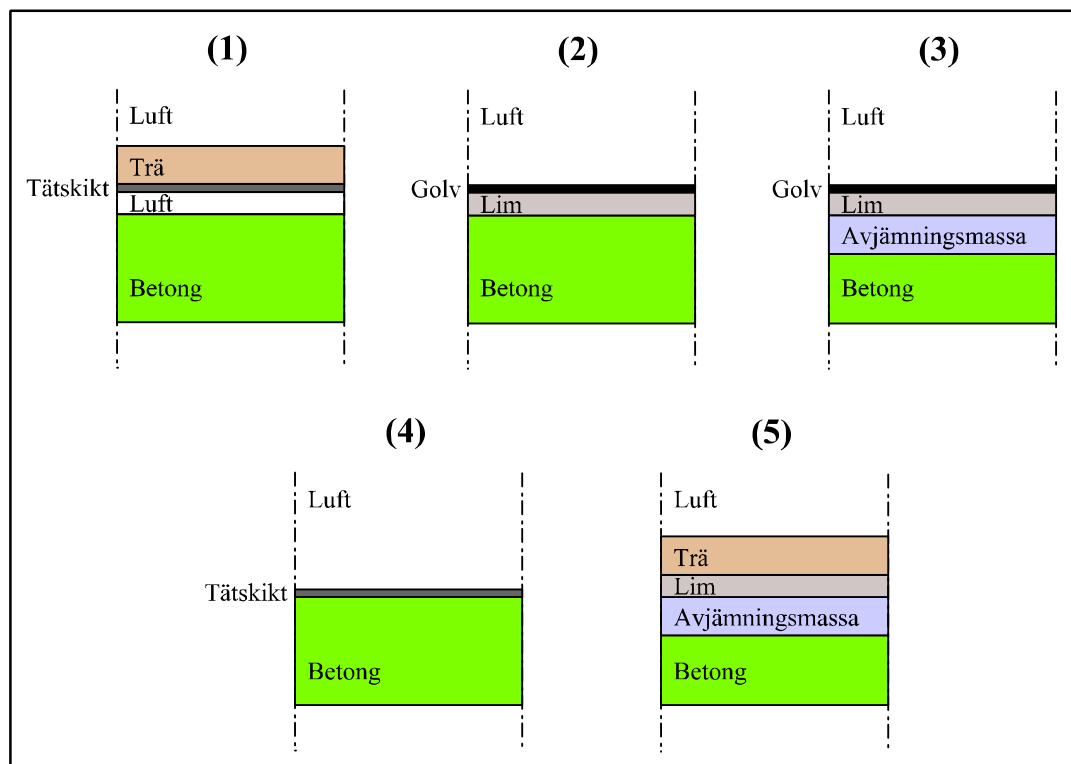 (1)
Luft
Trä
Tätskikt
Luft
Betong
(2)
Luft
Golv
Lim
Betong
(3)
Luft
Golv
Lim
Avjämningsmassa
Betong
(4)
Luft
Tätskikt
Betong
(5)
Luft
Trä
Lim
Avjämningsmassa
Betong